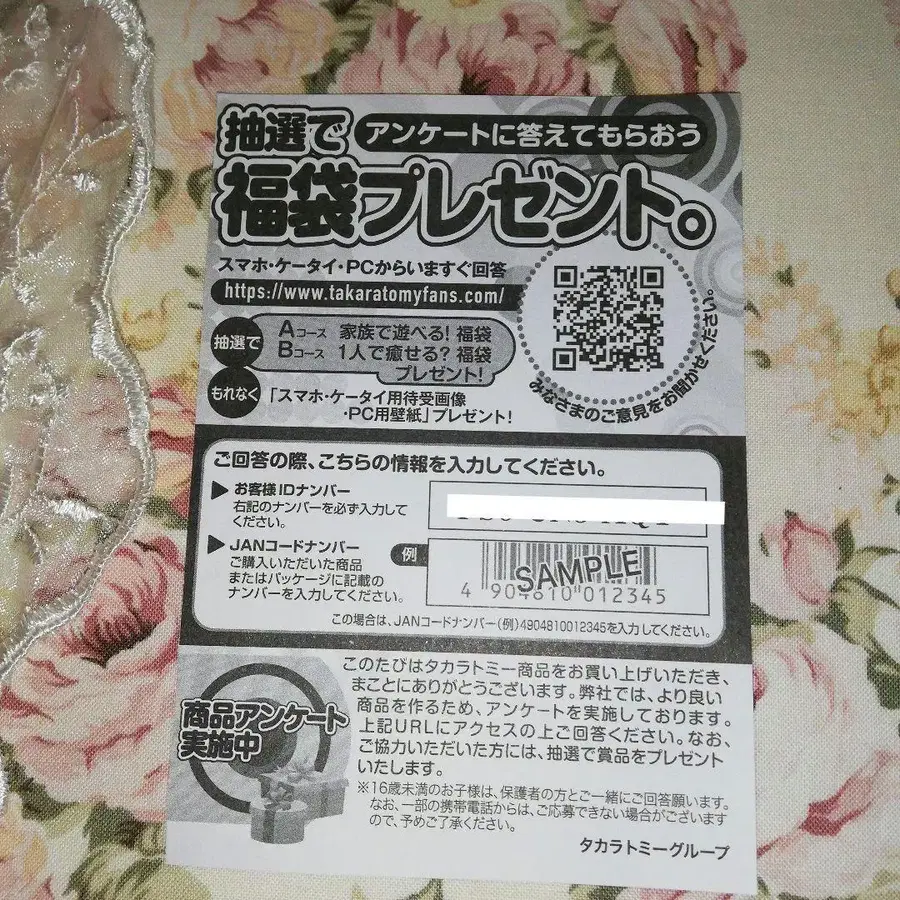 抽選で アンケートに答えてもらおう
福袋プレゼント。
スマホ・ケータイ・PCからいますぐ回答
https://www.takaratomyfans.com/
抽選で
Aコース 家族で遊べる! 福袋
Bコース 1人で癒せる? 福袋
プレゼント!
もれなく
「スマホ・ケータイ用待受画像
・PC用壁紙」プレゼント!
みなさまのご意見をお聞かせください。
ご回答の際、こちらの情報を入力してください。
▶ お客様IDナンバー
右記のナンバーを必ず入力して
ください。
▶ JANコードナンバー
ご購入いただいた商品
またはパッケージに記載の
ナンバーを入力してください。
例
SAMPLE
4 904810 012345
この場合は、JANコードナンバー(例)4904810012345を入力してください。
商品アンケート
実施中
このたびはタカラトミー商品をお買い上げいただき、
まことにありがとうございます。弊社では、より良い
商品を作るため、アンケートを実施しております。
上記URLにアクセスの上ご回答ください。なお、
ご協力いただいた方には、抽選で賞品をプレゼント
いたします。
※16歳未満のお子様は、保護者の方とご一緒にご回答願います。
なお、一部の携帯電話からは、ご応募できない場合がございます
ので、予めご了承ください。
タカラトミーグループ